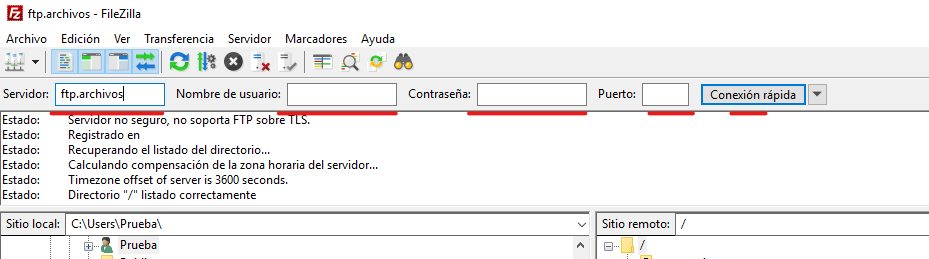 ftp.archivos - FileZilla
Archivo Edición Ver Transferencia Servidor Marcadores Ayuda
Servidor: ftp.archivos Nombre de usuario: Contraseña: Puerto: Conexión rápida
Estado: Servidor no seguro, no soporta FTP sobre TLS.
Estado: Registrado en
Estado: Recuperando el listado del directorio...
Estado: Calculando compensación de la zona horaria del servidor...
Estado: Timezone offset of server is 3600 seconds.
Estado: Directorio "/" listado correctamente
Sitio local: C:\Users\Prueba\ Sitio remoto: /
Prueba /